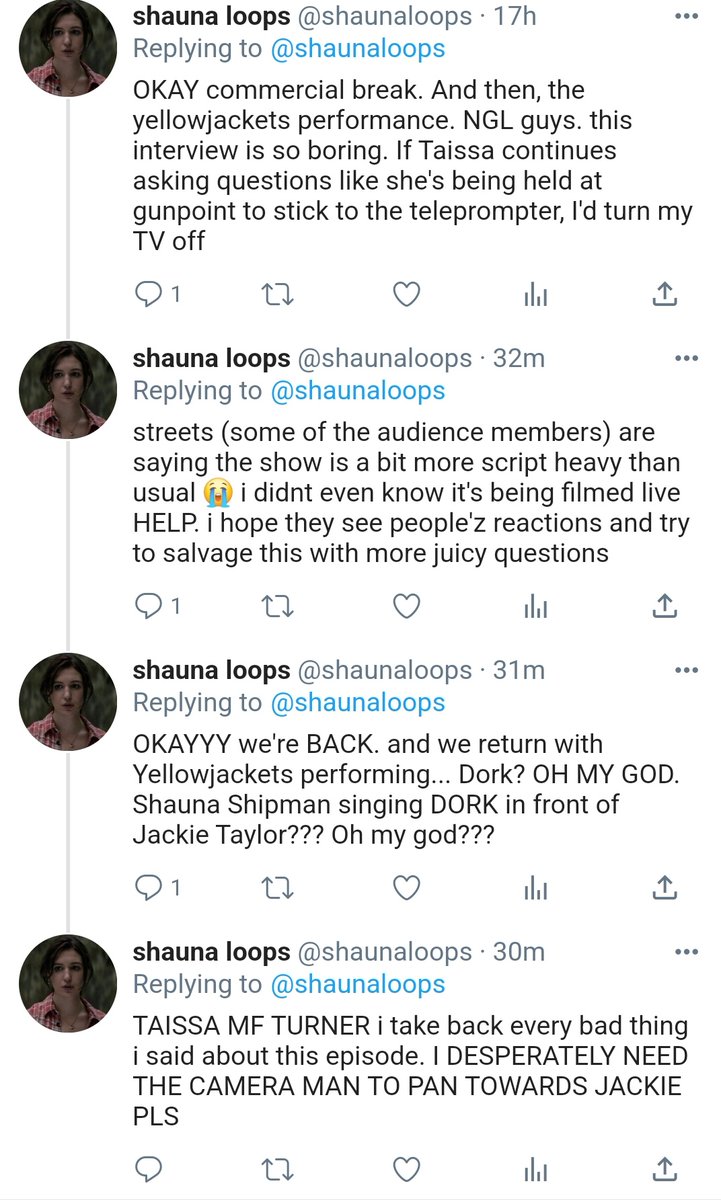 shauna loops @shaunaloops · 17h
Replying to @shaunaloops
OKAY commercial break. And then, the
yellowjackets performance. NGL guys. this
interview is so boring. If Taissa continues
asking questions like she's being held at
gunpoint to stick to the teleprompter, I'd turn my
TV off
1
shauna loops @shaunaloops · 32m
Replying to @shaunaloops
streets (some of the audience members) are
saying the show is a bit more script heavy than
usual 😭 i didnt even know it's being filmed live
HELP. i hope they see people'z reactions and try
to salvage this with more juicy questions
1
shauna loops @shaunaloops · 31m
Replying to @shaunaloops
OKAYYY we're BACK. and we return with
Yellowjackets performing... Dork? OH MY GOD.
Shauna Shipman singing DORK in front of
Jackie Taylor??? Oh my god???
1
shauna loops @shaunaloops · 30m
Replying to @shaunaloops
TAISSA MF TURNER i take back every bad thing
i said about this episode. I DESPERATELY NEED
THE CAMERA MAN TO PAN TOWARDS JACKIE
PLS